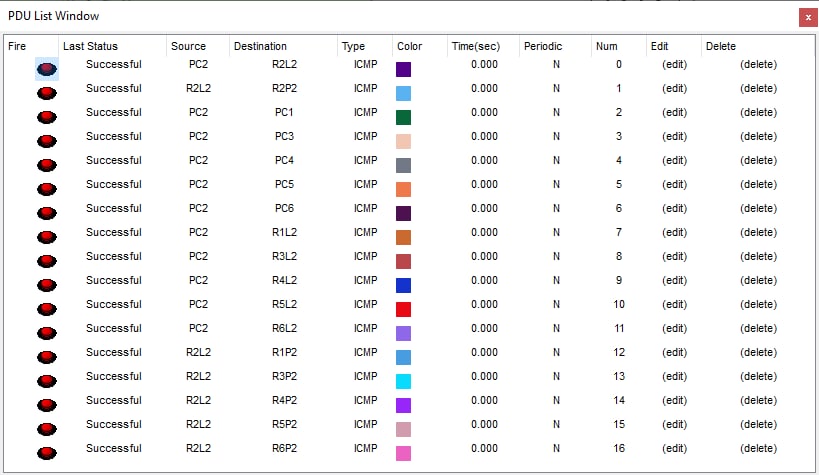 PDU List Window
x
Fire Last Status Source Destination Type Color Time(sec) Periodic Num Edit Delete
Successful PC2 R2L2 ICMP 0.000 N 0 (edit) (delete)
Successful R2L2 R2P2 ICMP 0.000 N 1 (edit) (delete)
Successful PC2 PC1 ICMP 0.000 N 2 (edit) (delete)
Successful PC2 PC3 ICMP 0.000 N 3 (edit) (delete)
Successful PC2 PC4 ICMP 0.000 N 4 (edit) (delete)
Successful PC2 PC5 ICMP 0.000 N 5 (edit) (delete)
Successful PC2 PC6 ICMP 0.000 N 6 (edit) (delete)
Successful PC2 R1L2 ICMP 0.000 N 7 (edit) (delete)
Successful PC2 R3L2 ICMP 0.000 N 8 (edit) (delete)
Successful PC2 R4L2 ICMP 0.000 N 9 (edit) (delete)
Successful PC2 R5L2 ICMP 0.000 N 10 (edit) (delete)
Successful PC2 R6L2 ICMP 0.000 N 11 (edit) (delete)
Successful R2L2 R1P2 ICMP 0.000 N 12 (edit) (delete)
Successful R2L2 R3P2 ICMP 0.000 N 13 (edit) (delete)
Successful R2L2 R4P2 ICMP 0.000 N 14 (edit) (delete)
Successful R2L2 R5P2 ICMP 0.000 N 15 (edit) (delete)
Successful R2L2 R6P2 ICMP 0.000 N 16 (edit) (delete)